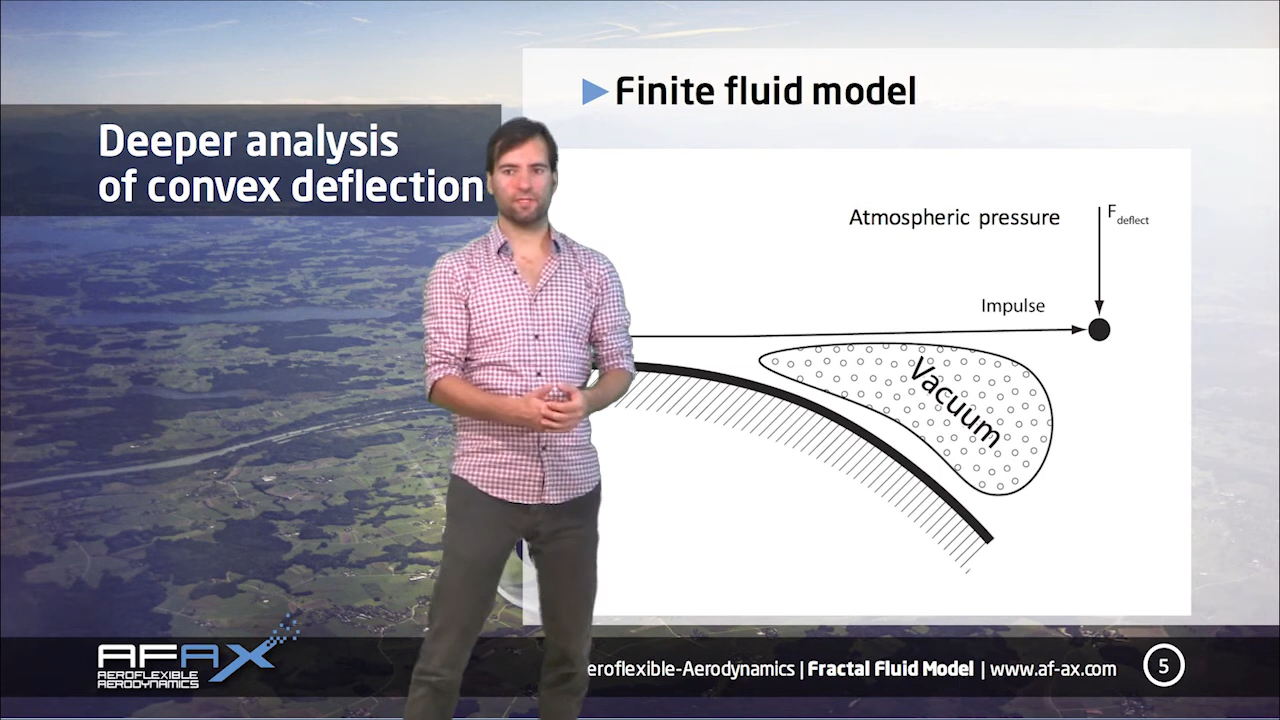 Finite fluid model
Deeper analysis
of convex deflection
Atmospheric pressure
F deflect
Impulse
Vacuum
AFAX
AEROFLEXIBLE
AERODYNAMICS
eroflexible-Aerodynamics | Fractal Fluid Model | www.af-ax.com
5